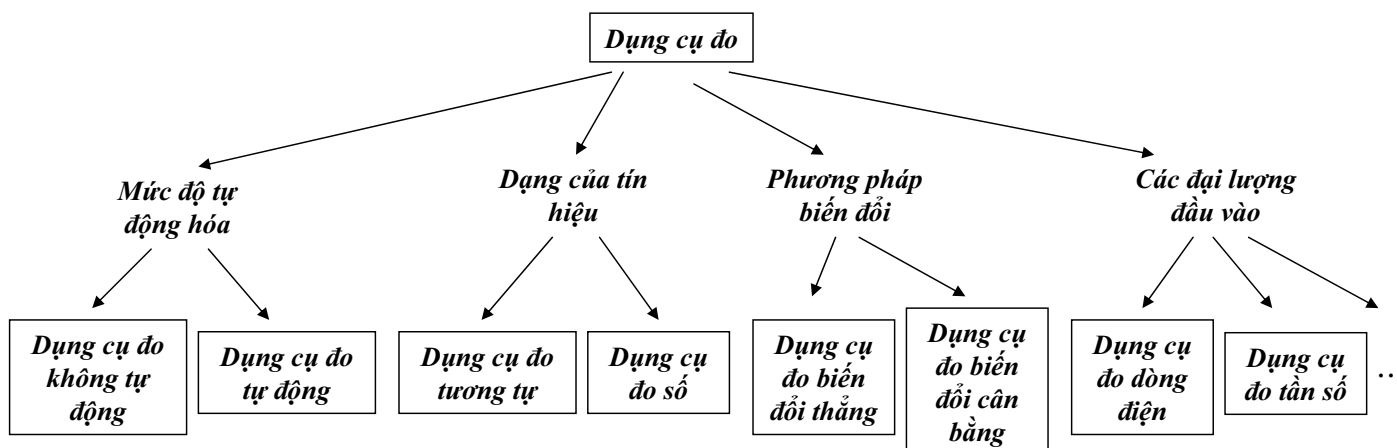 Dụng cụ đo
Mức độ tự
động hóa
Dạng của tín
hiệu
Phương pháp
biến đổi
Các đại lượng
đầu vào
Dụng cụ đo
không tự
động
Dụng cụ đo
tự động
Dụng cụ đo
tương tự
Dụng cụ
đo số
Dụng cụ
đo biến
đổi thẳng
Dụng cụ
đo biến
đổi cân
bằng
Dụng cụ
đo dòng
điện
Dụng cụ
đo tần số
..